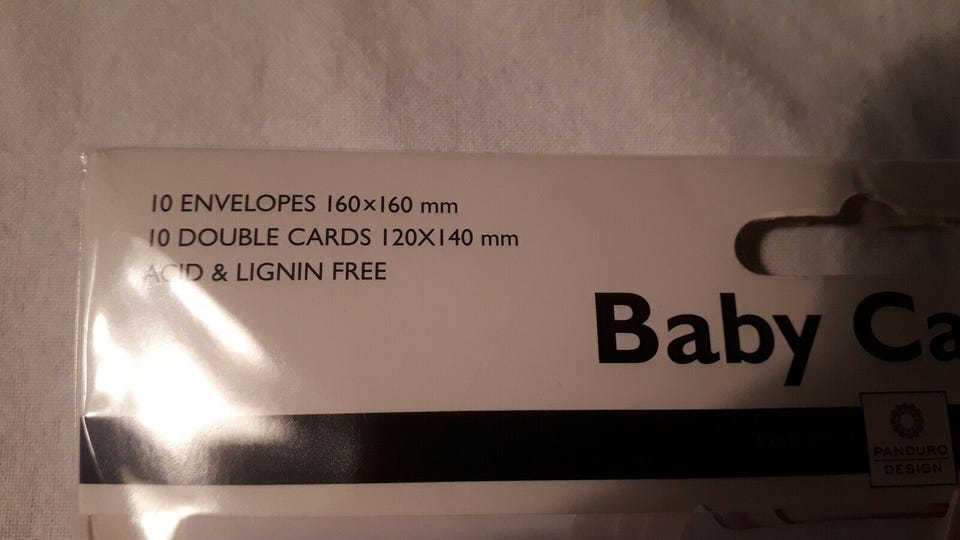 10 ENVELOPES 160×160 mm
10 DOUBLE CARDS 120X140 mm
ACID & LIGNIN FREE
Baby Ca
PANDURO
DESIGN